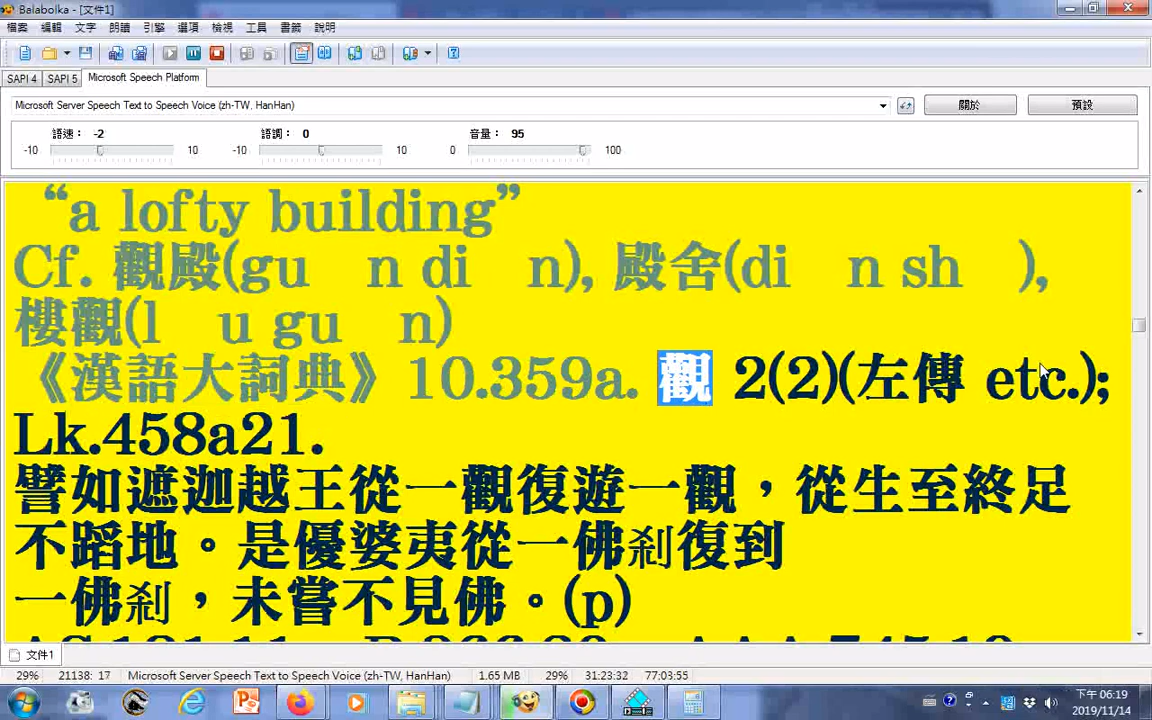 Balabolka - [文件1]
檔案 編輯 文字 朗讀 引擎 選項 檢視 工具 書籤 說明
SAPI 4 SAPI 5 Microsoft Speech Platform
Microsoft Server Speech Text to Speech Voice (zh-TW, HanHan) 關於 預設
語速： -2 語調： 0 音量： 95
-10 10 -10 10 0 100
“a lofty building”
Cf. 觀殿(gu n di n), 殿舍(di n sh ),
樓觀(l u gu n)
《漢語大詞典》 10.359a. 觀 2(2)(左傳 etc.);
Lk.458a21.
譬如遮迦越王從一觀復遊一觀，從生至終足
不蹈地。是優婆夷從一佛剎復到
一佛剎，未嘗不見佛。(p)
文件1
29% 21138: 17 Microsoft Server Speech Text to Speech Voice (zh-TW, HanHan) 1.65 MB 29% 31:23:32 77:03:55
下午 06:19
2019/11/14